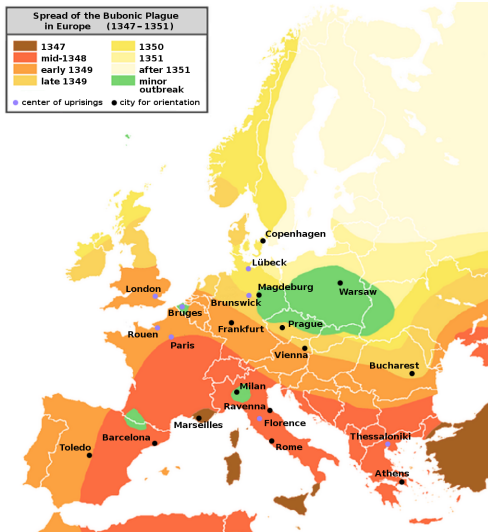 Spread of the Bubonic Plague
in Europe (1347–1351)
1347
mid-1348
early 1349
late 1349
1350
1351
after 1351
minor
outbreak
center of uprisings
city for orientation
Copenhagen
Lübeck
London
Magdeburg
Warsaw
Brunswick
Bruges
Frankfurt
Prague
Rouen
Paris
Vienna
Bucharest
Milan
Ravenna
Marseilles
Florence
Barcelona
Thessaloniki
Toledo
Rome
Athens